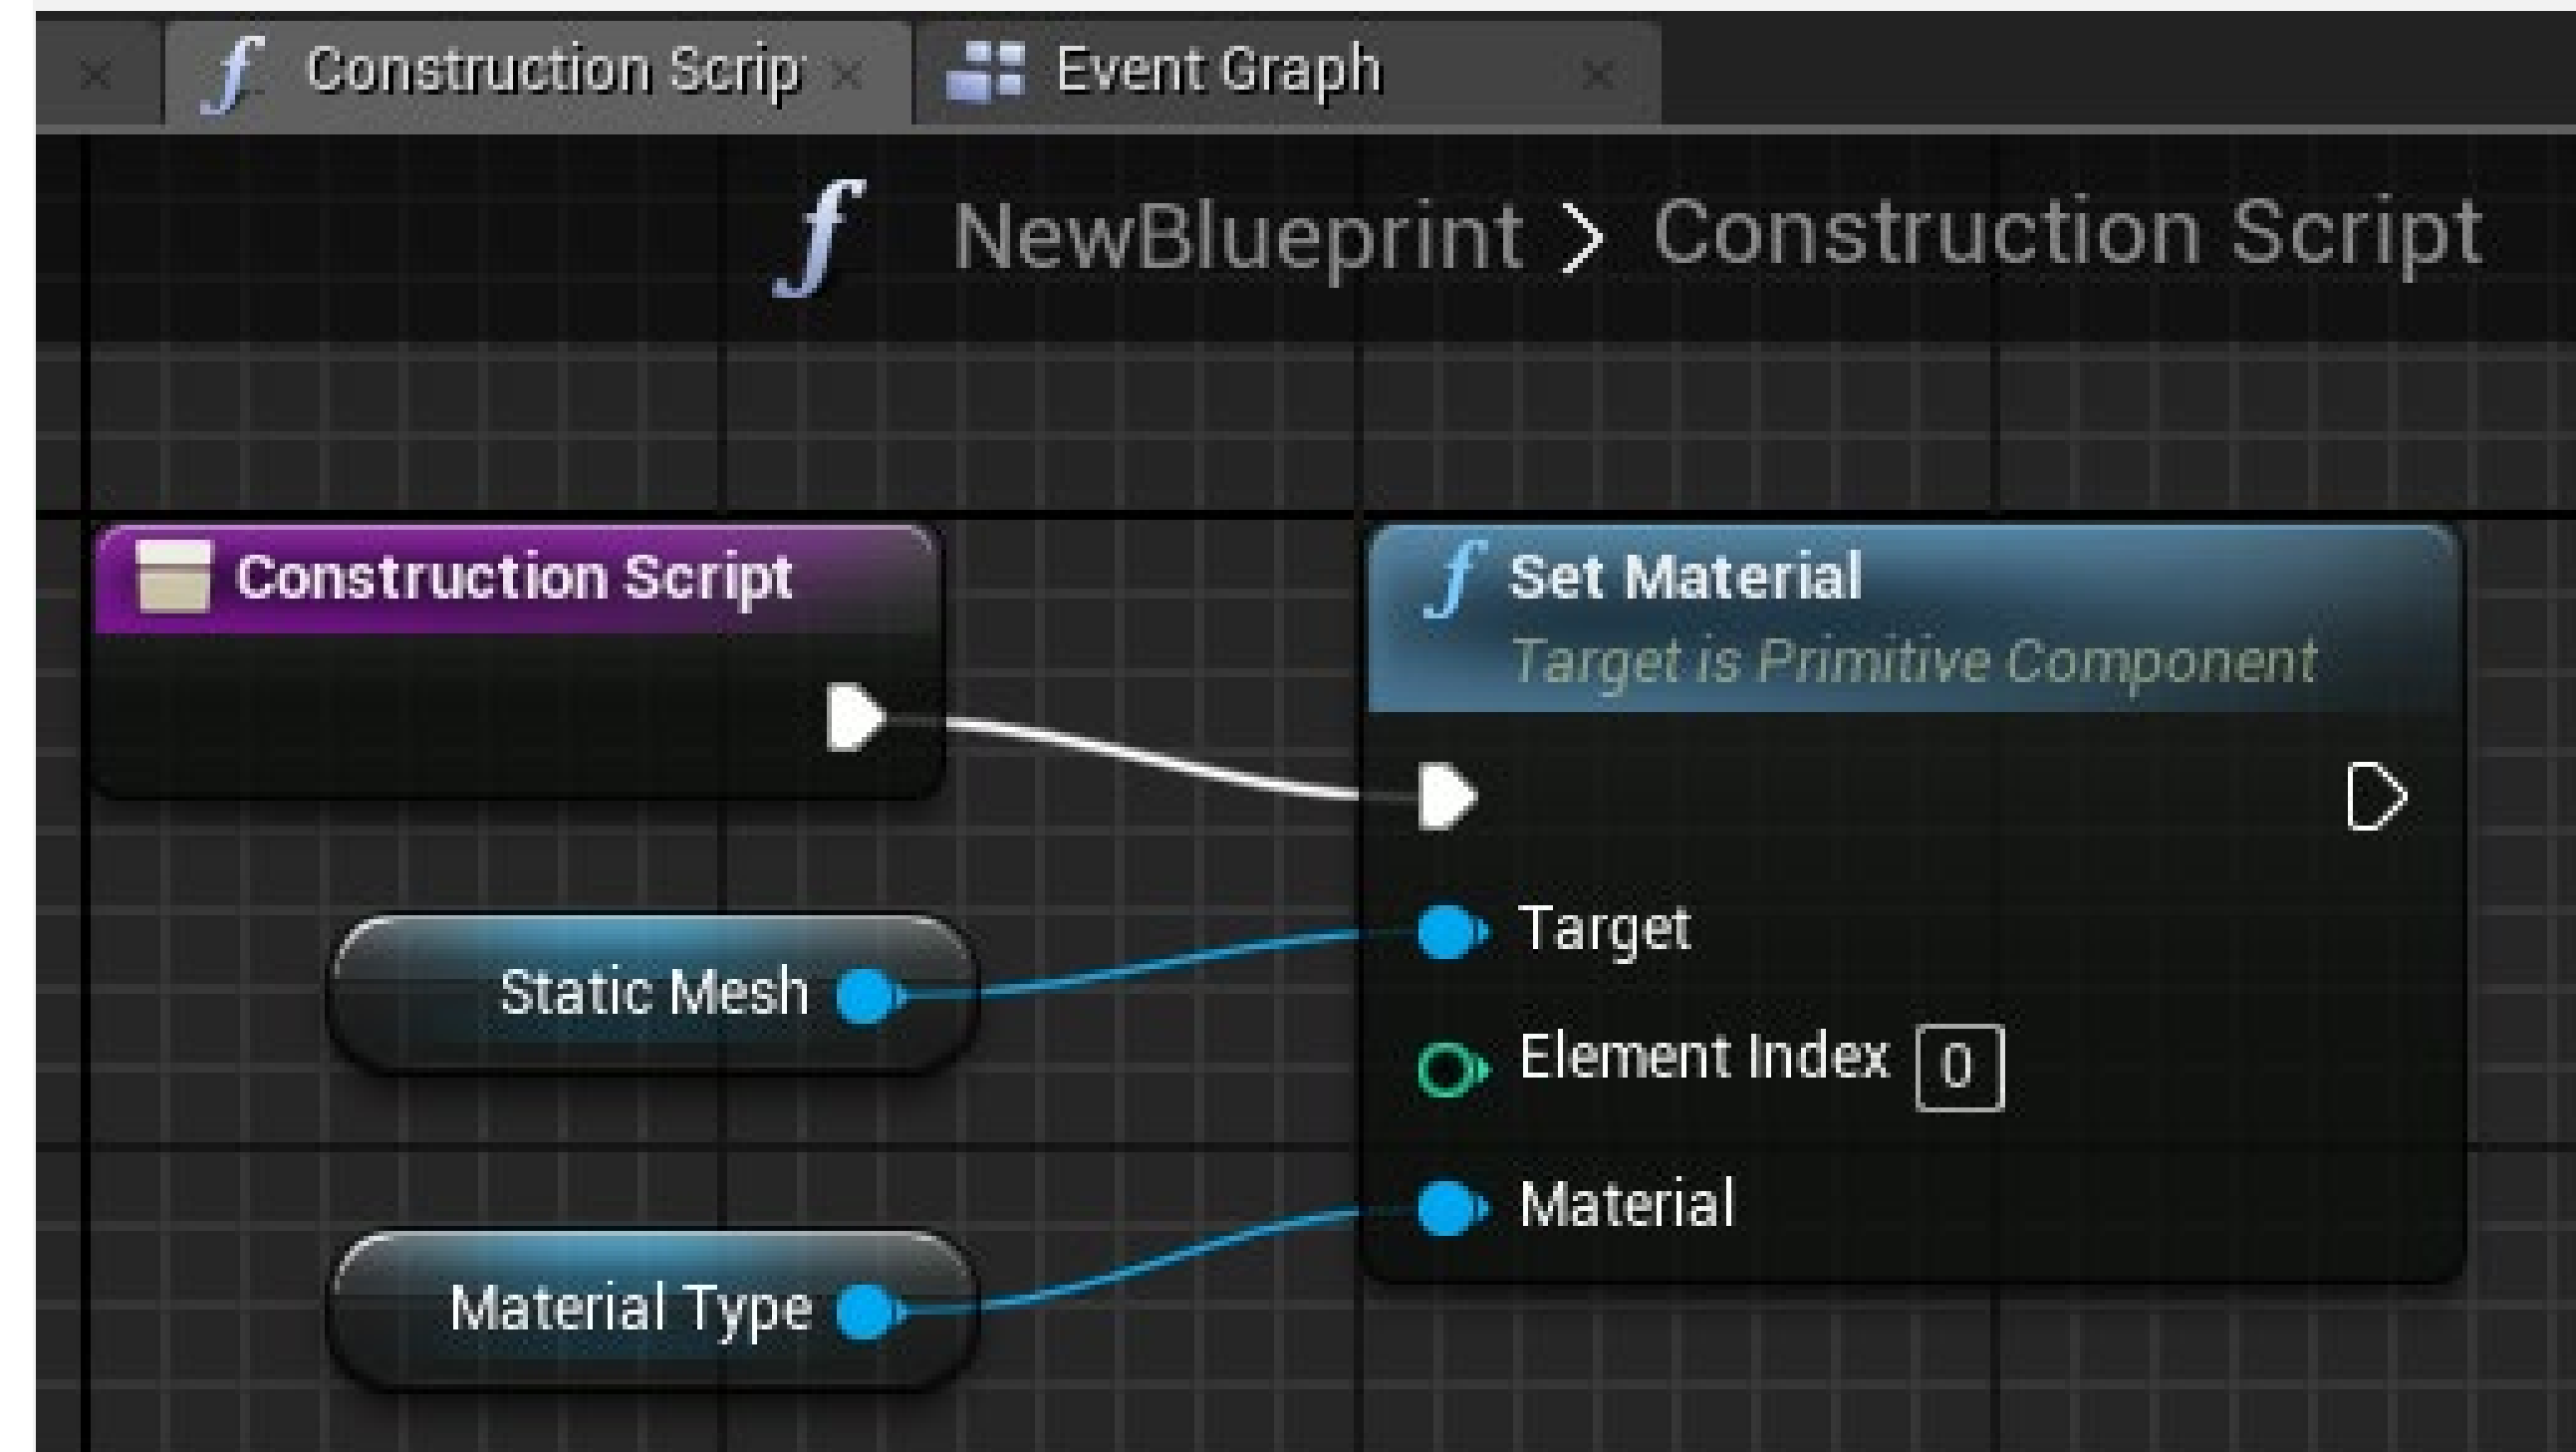 Construction Scrip
Event Graph
NewBlueprint > Construction Script
Construction Script
Set Material
Target is Primitive Component
Static Mesh
Target
Element Index 0
Material Type
Material